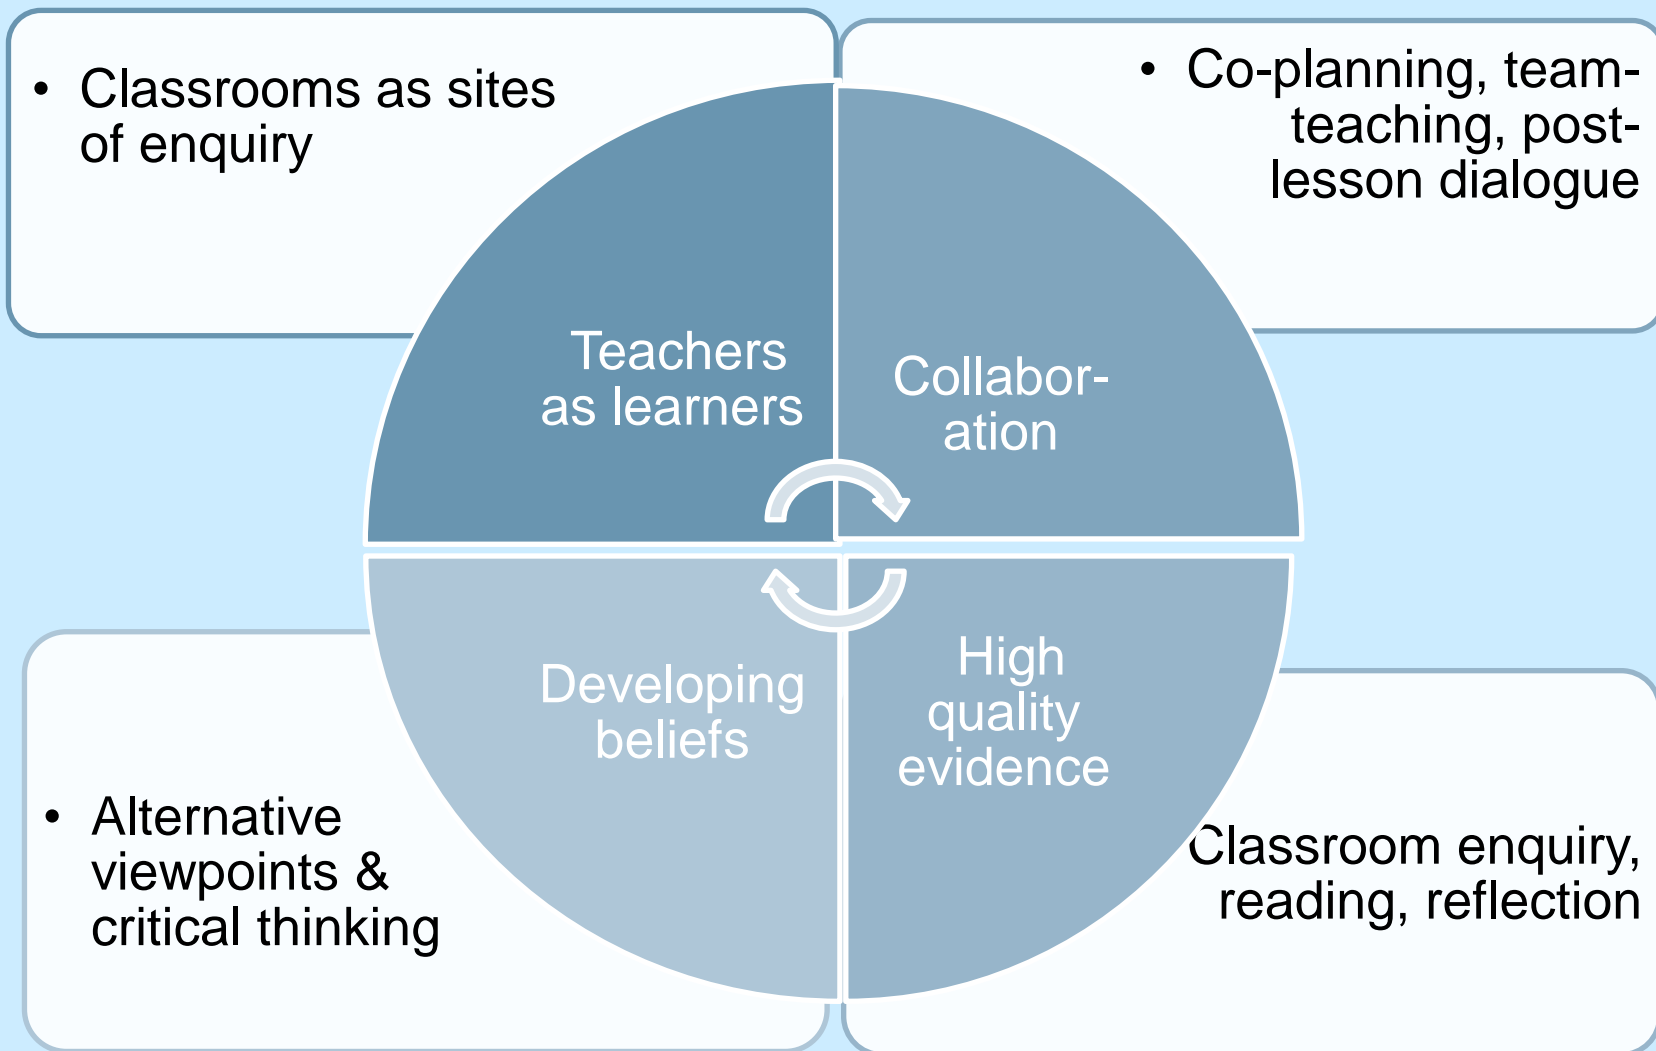 • Classrooms as sites
of enquiry
• Co-planning, team-
teaching, post-
lesson dialogue
Teachers
as learners
Collabor-
ation
Developing
beliefs
High
quality
evidence
• Alternative
viewpoints &
critical thinking
Classroom enquiry,
reading, reflection